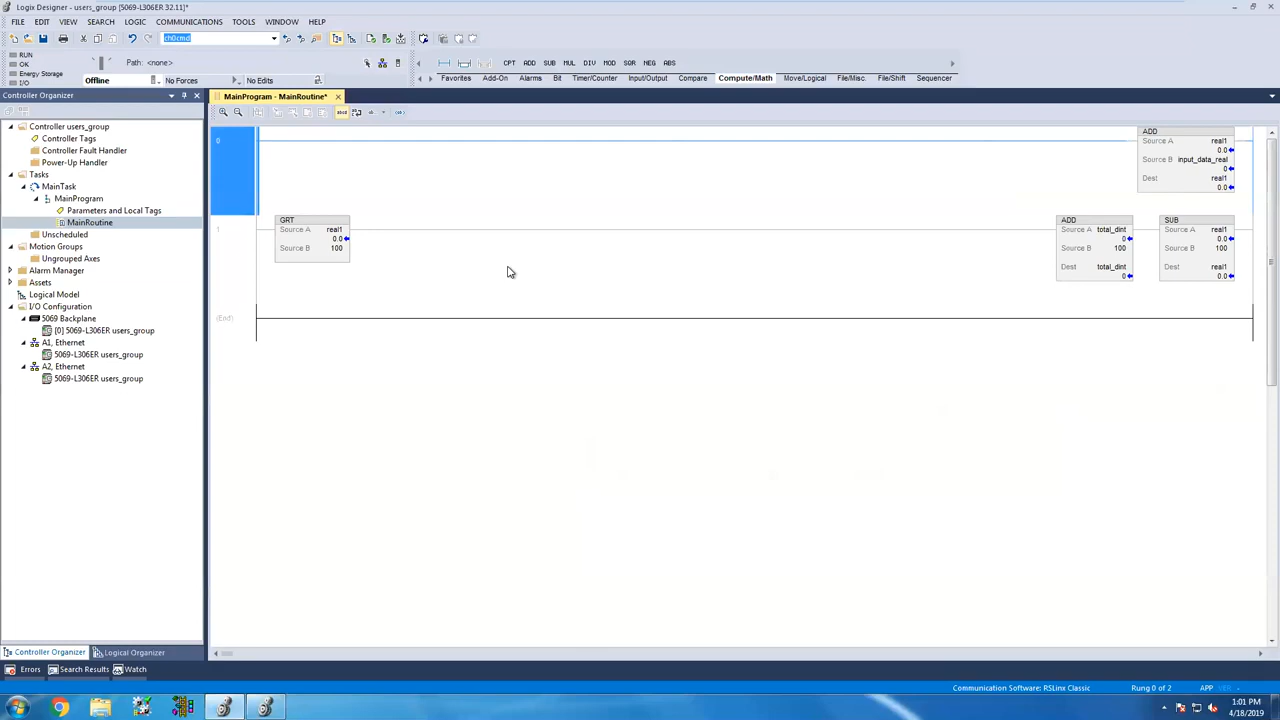 Logix Designer - users_group [5069-L306ER 32.11]*
FILE EDIT VIEW SEARCH LOGIC COMMUNICATIONS TOOLS WINDOW HELP
ch0cmd
RUN
OK
Energy Storage
I/O
Path: <none>
Offline No Forces No Edits
CPT ADD SUB MUL DIV MOD SQR NEG ABS
Favorites Add-On Alarms Bit Timer/Counter Input/Output Compare Compute/Math Move/Logical File/Misc. File/Shift Sequencer
Controller Organizer
MainProgram - MainRoutine*
Controller users_group
Controller Tags
Controller Fault Handler
Power-Up Handler
Tasks
MainTask
MainProgram
Parameters and Local Tags
MainRoutine
Unscheduled
Motion Groups
Ungrouped Axes
Alarm Manager
Assets
Logical Model
I/O Configuration
5069 Backplane
[0] 5069-L306ER users_group
A1, Ethernet
5069-L306ER users_group
A2, Ethernet
5069-L306ER users_group
0
ADD
Source A real1
0.0
Source B input_data_real
0
Dest real1
0.0
1
GRT
Source A real1
0.0
Source B 100
ADD
Source A total_dint
0
Source B 100
Dest total_dint
0
SUB
Source A real1
0.0
Source B 100
Dest real1
0.0
(End)
Controller Organizer Logical Organizer
Errors Search Results Watch
Communication Software: RSLinx Classic Rung 0 of 2 APP VER
1:01 PM
4/18/2019